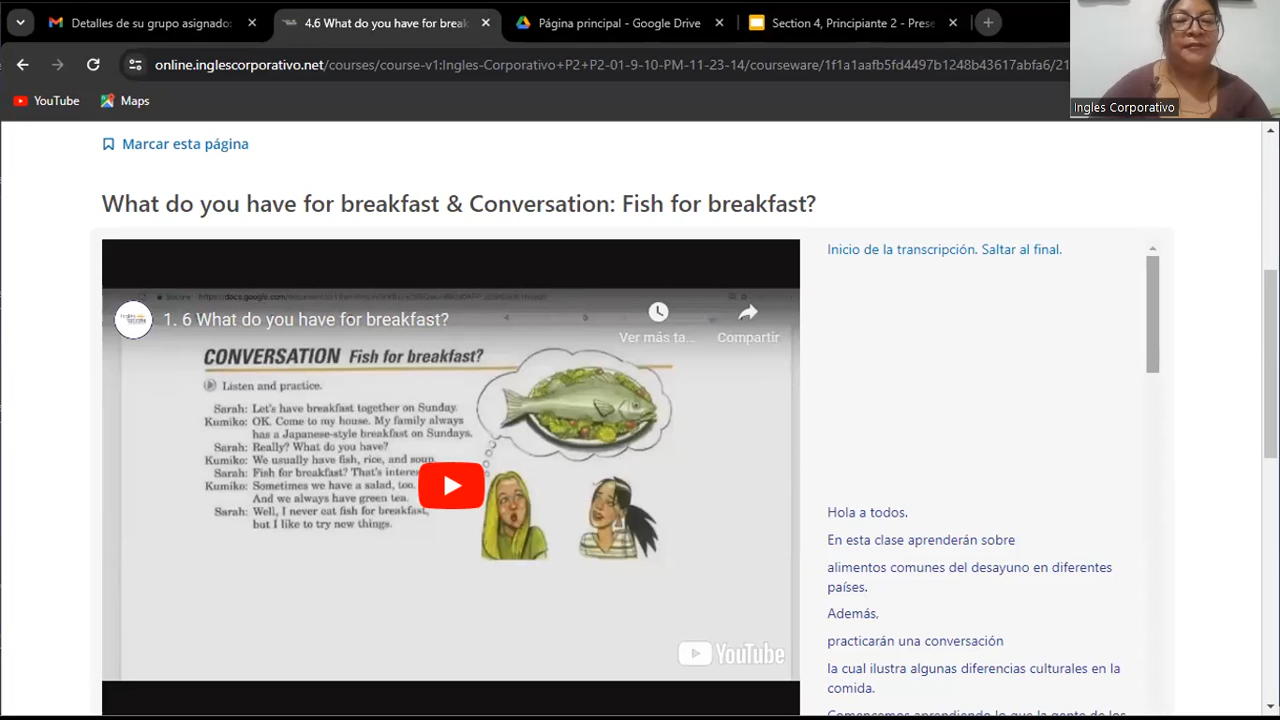 Detalles de su grupo asignado:
4.6 What do you have for break
Página principal - Google Drive
Section 4, Principiante 2 - Prese
online.inglescorporativo.net/courses/course-v1:Ingles-Corporativo+P2+P2-01-9-10-PM-11-23-14/courseware/1f1a1aafb5fd4497b1248b43617abfa6/21
YouTube
Maps
Ingles Corporativo
Marcar esta página
What do you have for breakfast & Conversation: Fish for breakfast?
1. 6 What do you have for breakfast?
Ver más ta...
Compartir
CONVERSATION Fish for breakfast?
Listen and practice.
Sarah: Let's have breakfast together on Sunday.
Kumiko: OK. Come to my house. My family always
has a Japanese-style breakfast on Sundays.
Sarah: Really? What do you have?
Kumiko: We usually have fish, rice, and soup.
Sarah: Fish for breakfast? That's intere
Kumiko: Sometimes we have a salad, too.
And we always have green tea.
Sarah: Well, I never eat fish for breakfast,
but I like to try new things.
YouTube
Inicio de la transcripción. Saltar al final.
Hola a todos.
En esta clase aprenderán sobre
alimentos comunes del desayuno en diferentes
países.
Además,
practicarán una conversación
la cual ilustra algunas diferencias culturales en la
comida.
Comencemos aprendiendo lo que la gente de los